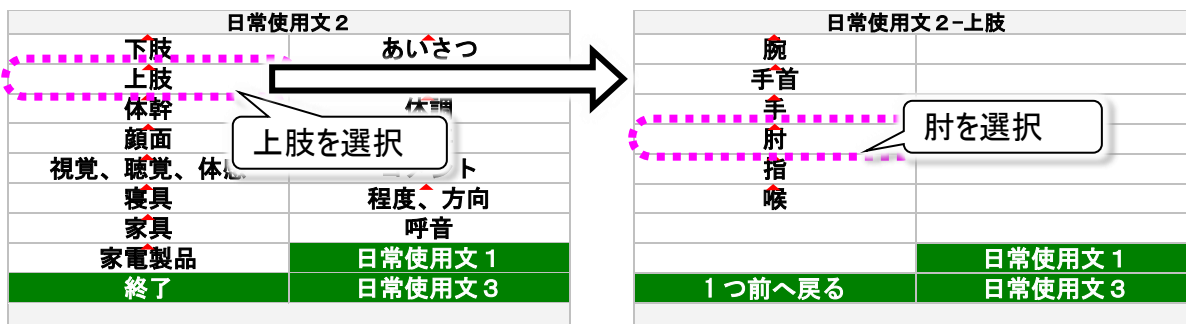 日常使用文２
下肢 あいさつ
上肢
体幹 体調
顔面
視覚、聴覚、体感
寝具 程度、方向
家具 呼音
家電製品 日常使用文１
終了 日常使用文３
上肢を選択
日常使用文２−上肢
腕
手首
手
肘
指
喉
日常使用文１
１つ前へ戻る 日常使用文３
肘を選択